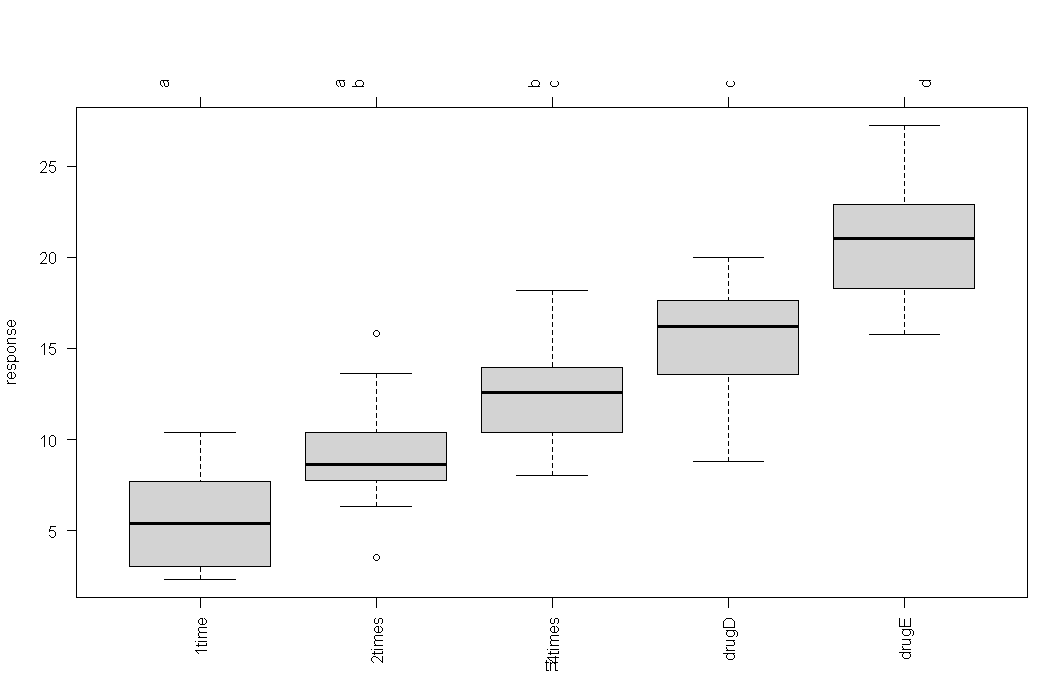 a
a b
b c
c
d
25
20
15
10
5
response
1time
2times
4times
drugD
drugE
trt